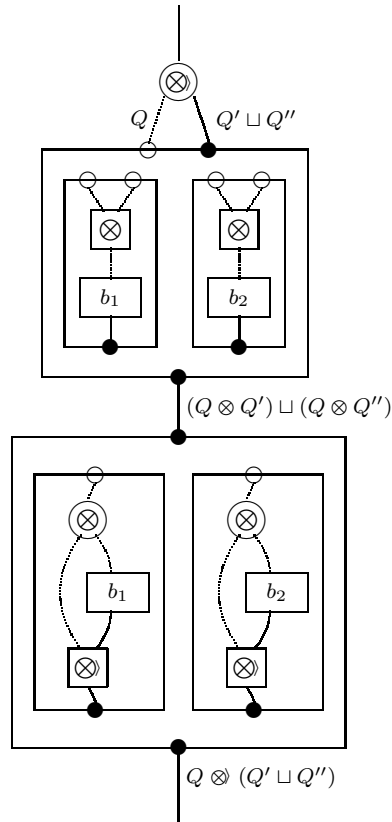 ⊗⟫
Q Q′ ⊔ Q″
⊗ ⊗
b₁ b₂
(Q ⊗ Q′) ⊔ (Q ⊗ Q″)
⊗ ⊗
b₁ b₂
⊗⟫ ⊗⟫
Q ⊗⟫ (Q′ ⊔ Q″)